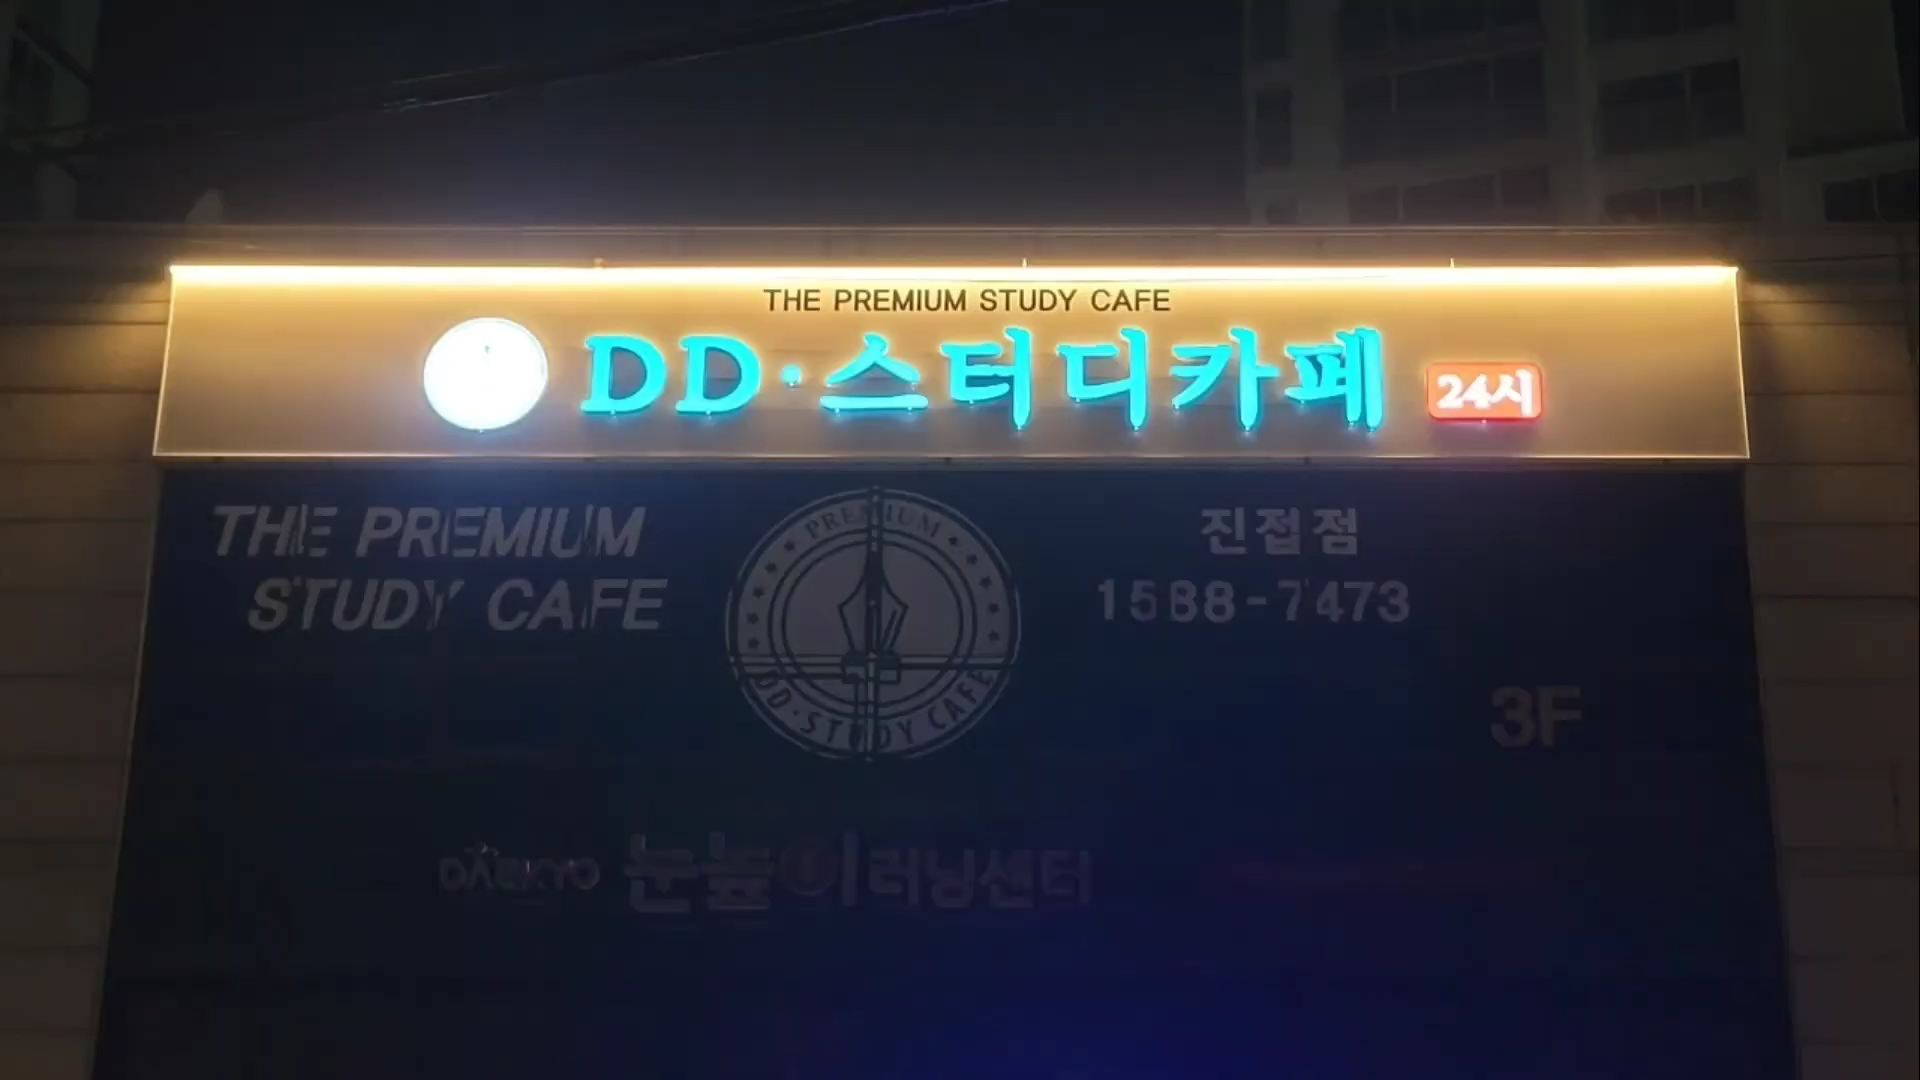 THE PREMIUM STUDY CAFE
DD·스터디카페
24시
THE PREMIUM
STUDY CAFE
PREMIUM
DD·STUDY CAFE
진접점
1588-7473
3F
DAEKYO 눈높이 러닝센터